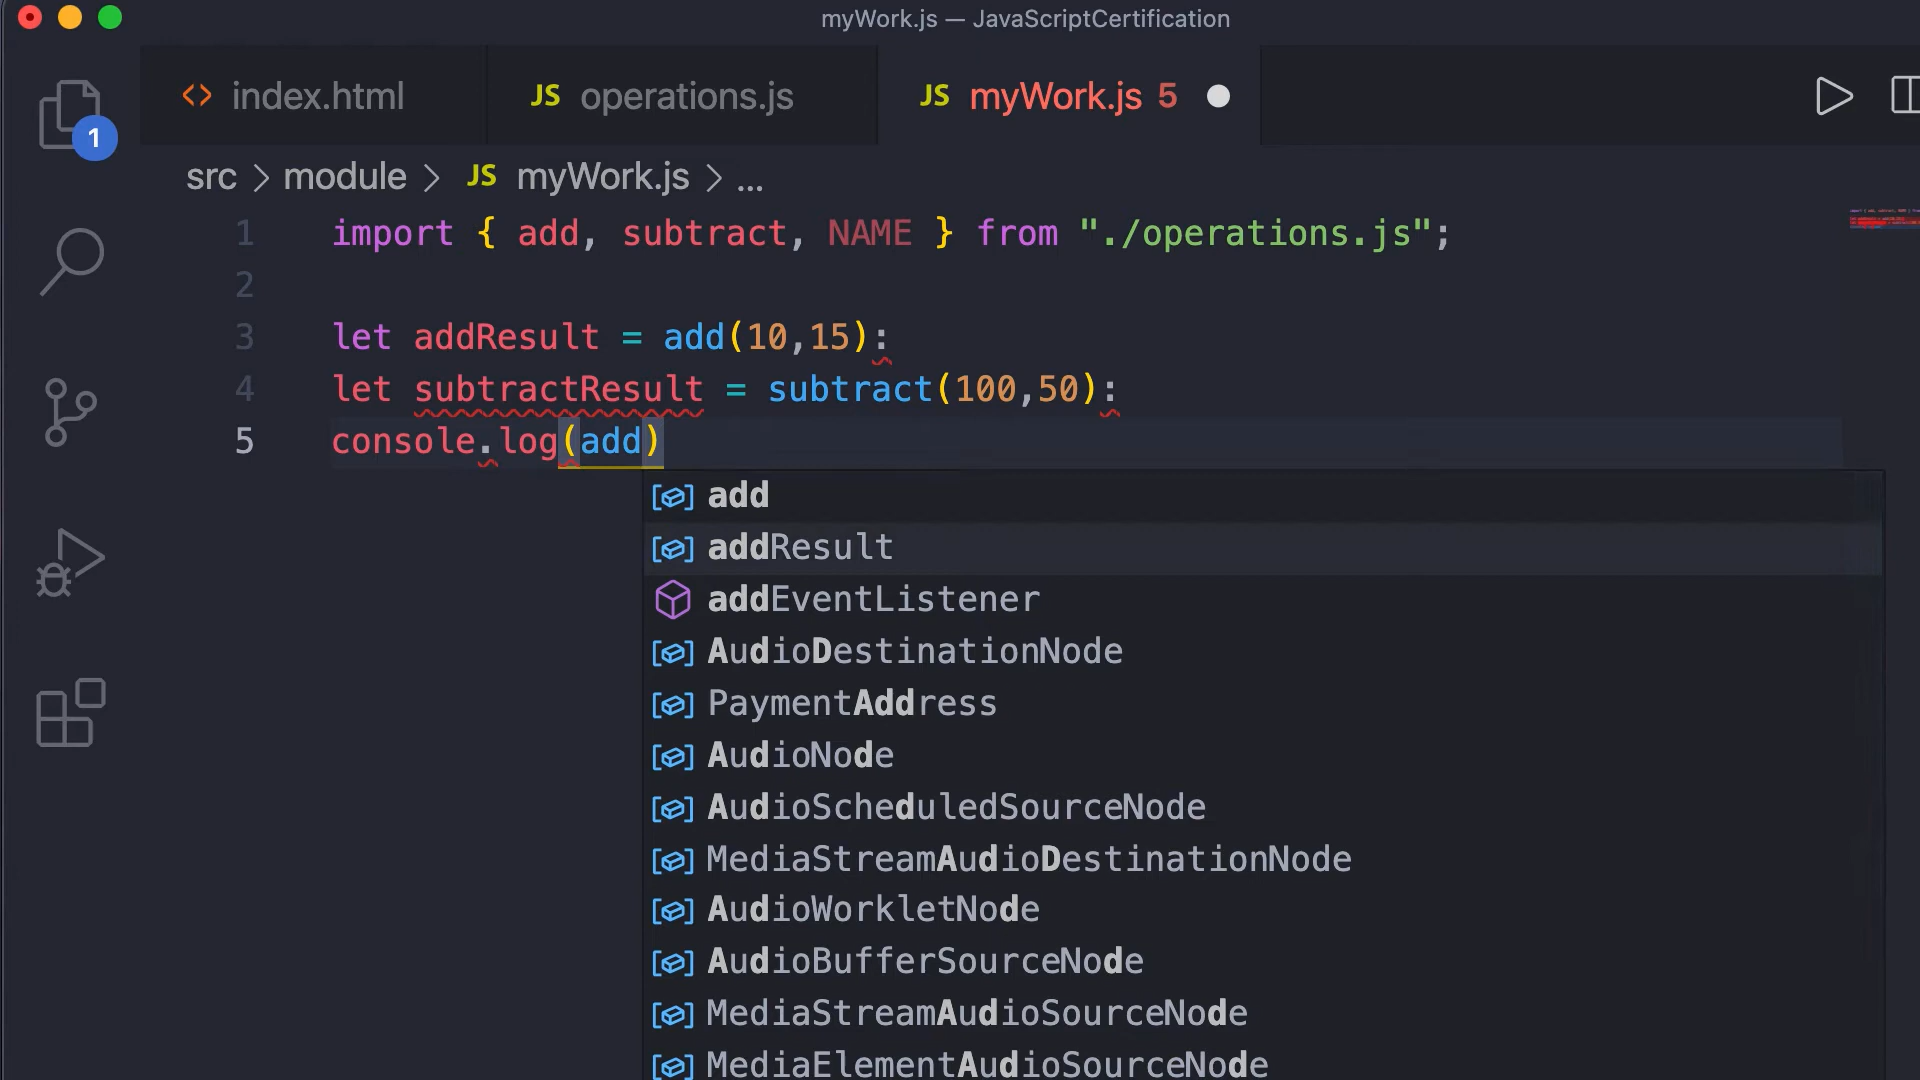 myWork.js — JavaScriptCertification
index.html
JS operations.js
JS myWork.js 5
1
src > module > JS myWork.js > ...
1 import { add, subtract, NAME } from "./operations.js";
2
3 let addResult = add(10,15):
4 let subtractResult = subtract(100,50):
5 console.log(add)
add
addResult
addEventListener
AudioDestinationNode
PaymentAddress
AudioNode
AudioScheduledSourceNode
MediaStreamAudioDestinationNode
AudioWorkletNode
AudioBufferSourceNode
MediaStreamAudioSourceNode
MediaElementAudioSourceNode